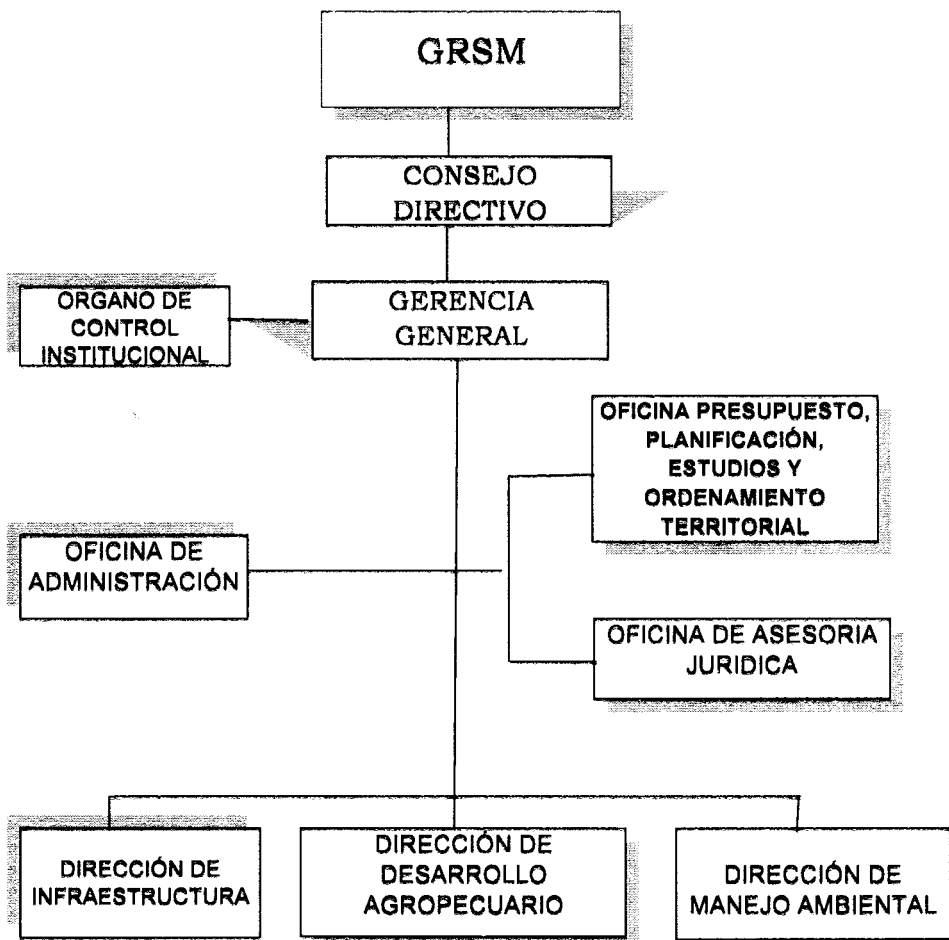 GRSM
CONSEJO
DIRECTIVO
GERENCIA
GENERAL
ORGANO DE
CONTROL
INSTITUCIONAL
OFICINA PRESUPUESTO,
PLANIFICACIÓN,
ESTUDIOS Y
ORDENAMIENTO
TERRITORIAL
OFICINA DE
ADMINISTRACIÓN
OFICINA DE ASESORIA
JURIDICA
DIRECCIÓN DE
INFRAESTRUCTURA
DIRECCIÓN DE
DESARROLLO
AGROPECUARIO
DIRECCIÓN DE
MANEJO AMBIENTAL